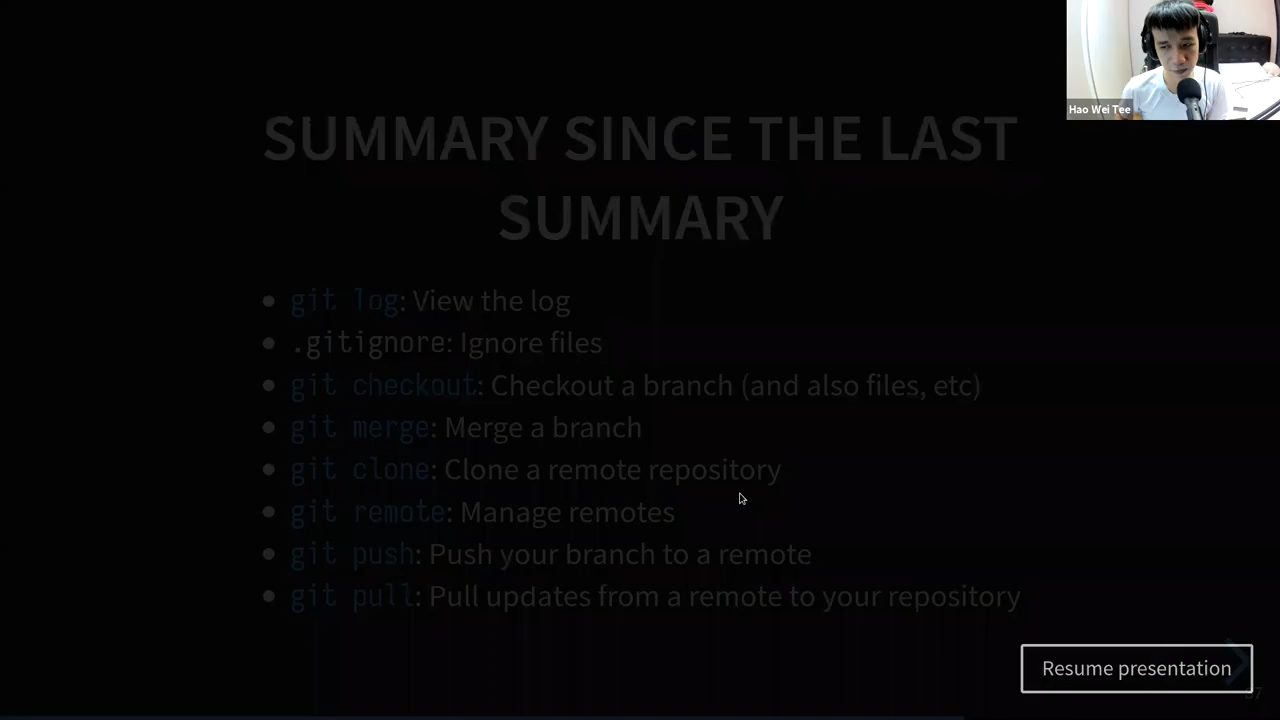 Hao Wei Tee
SUMMARY SINCE THE LAST
SUMMARY
git log: View the log
.gitignore: Ignore files
git checkout: Checkout a branch (and also files, etc)
git merge: Merge a branch
git clone: Clone a remote repository
git remote: Manage remotes
git push: Push your branch to a remote
git pull: Pull updates from a remote to your repository
Resume presentation
37